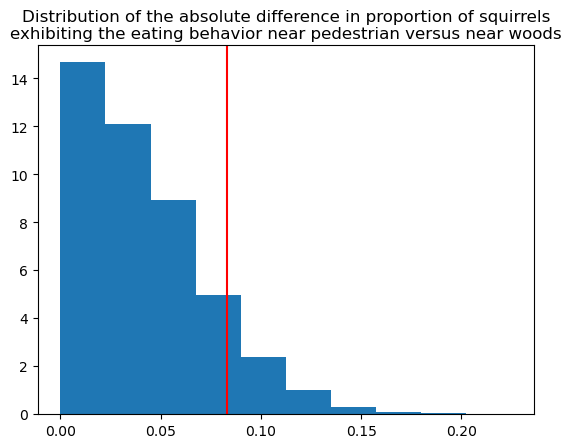 Distribution of the absolute difference in proportion of squirrels
exhibiting the eating behavior near pedestrian versus near woods
14
12
10
8
6
4
2
0
0.00 0.05 0.10 0.15 0.20